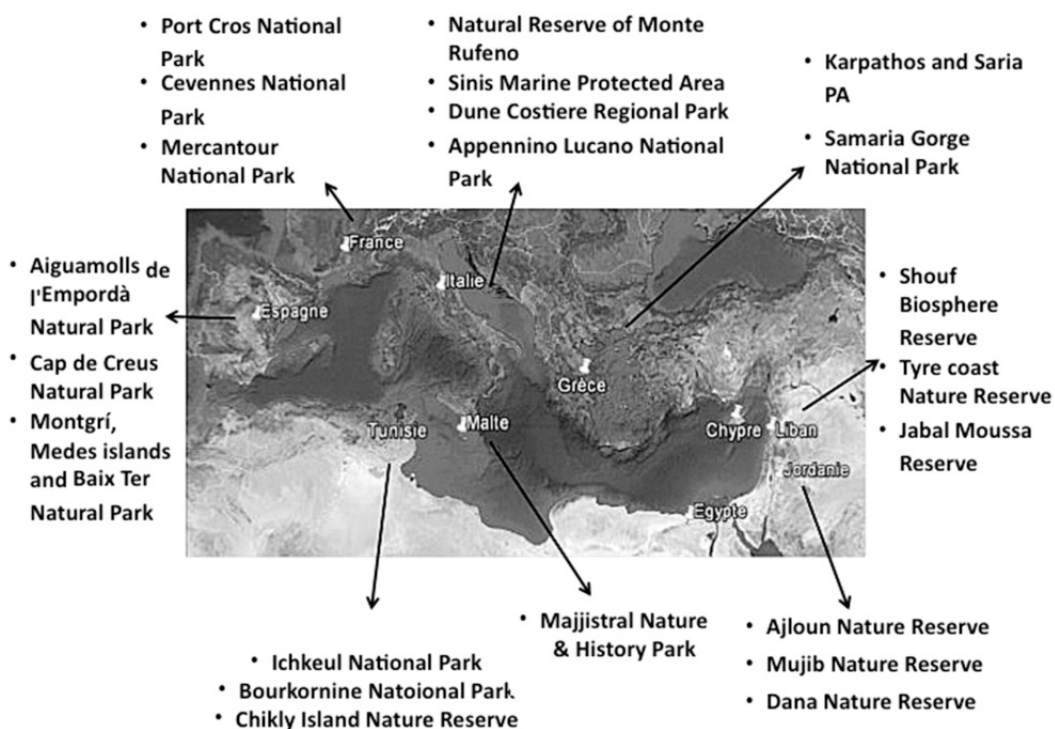 • Port Cros National
Park
• Cevennes National
Park
• Mercantour
National Park
• Natural Reserve of Monte
Rufeno
• Sinis Marine Protected Area
• Dune Costiere Regional Park
• Appennino Lucano National
Park
• Karpathos and Saria
PA
• Samaria Gorge
National Park
• Aiguamolls de
l'Empordà
Natural Park
• Cap de Creus
Natural Park
• Montgrí,
Medes islands
and Baix Ter
Natural Park
France
Italie
Espagne
Grèce
Tunisie
Malte
Chypre
Liban
Jordanie
Egypte
• Shouf
Biosphere
Reserve
• Tyre coast
Nature Reserve
• Jabal Moussa
Reserve
• Ichkeul National Park
• Bourkornine Natoional Park
• Chikly Island Nature Reserve
• Majjistral Nature
& History Park
• Ajloun Nature Reserve
• Mujib Nature Reserve
• Dana Nature Reserve